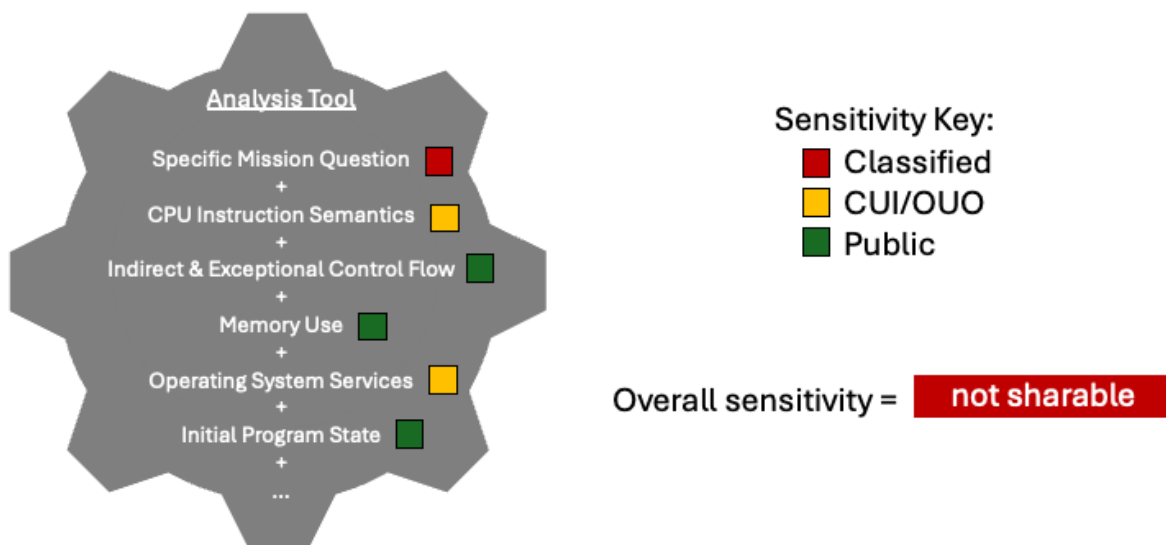 Analysis Tool
Specific Mission Question
+
CPU Instruction Semantics
+
Indirect & Exceptional Control Flow
+
Memory Use
+
Operating System Services
+
Initial Program State
+
...
Sensitivity Key:
Classified
CUI/OUO
Public
Overall sensitivity = not sharable